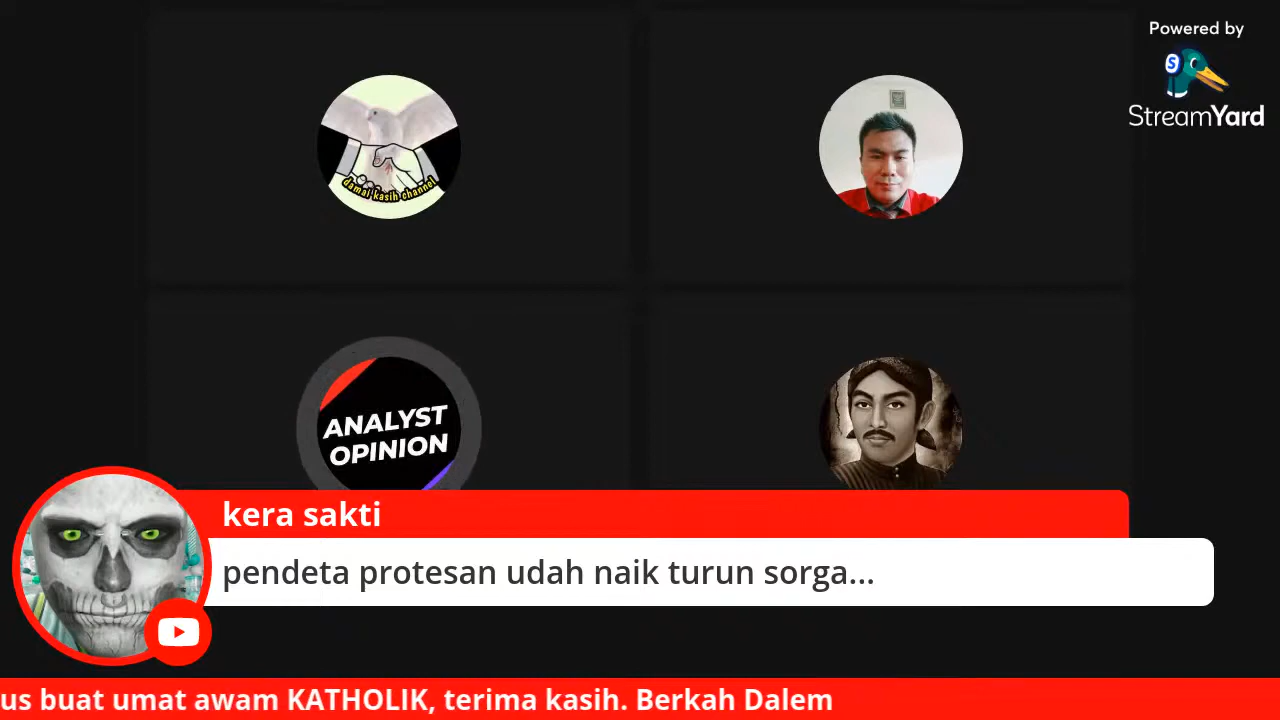 Powered by
StreamYard
damai kasih channel
ANALYST
OPINION
kera sakti
pendeta protesan udah naik turun sorga...
us buat umat awam KATHOLIK, terima kasih. Berkah Dalem